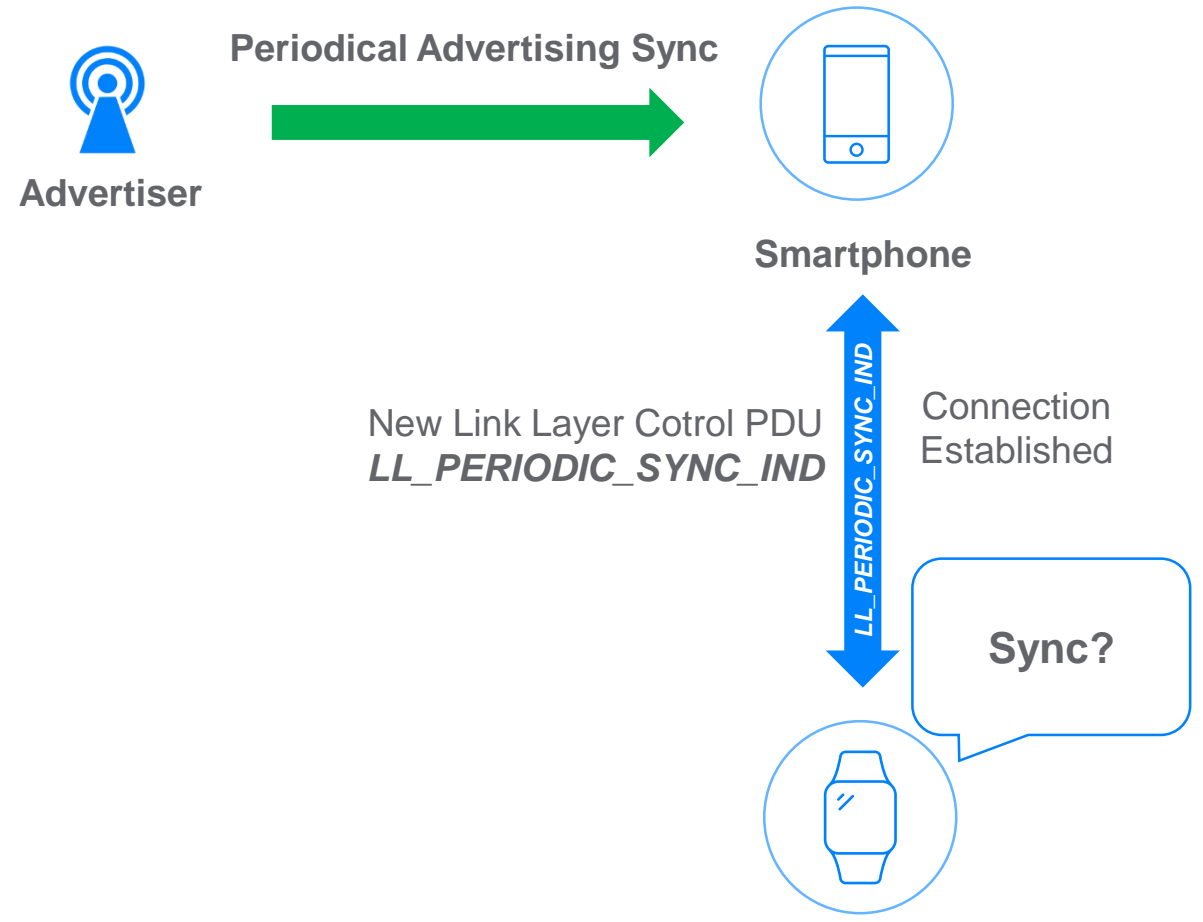 Periodical Advertising Sync
Advertiser
Smartphone
New Link Layer Cotrol PDU
LL_PERIODIC_SYNC_IND
LL_PERIODIC_SYNC_IND
Connection
Established
Sync?